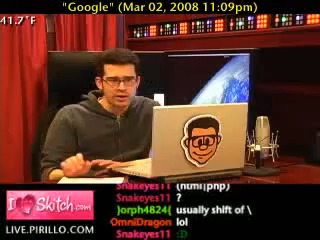 "Google" (Mar 02, 2008 11:09pm)
41.7°F
Snakeyes11 (html|php)
Snakeyes11 ?
Jorph4824( usually shift of \
OmniDragon lol
Snakeyes11 :D
I Skitch.com
LIVE.PIRILLO.COM